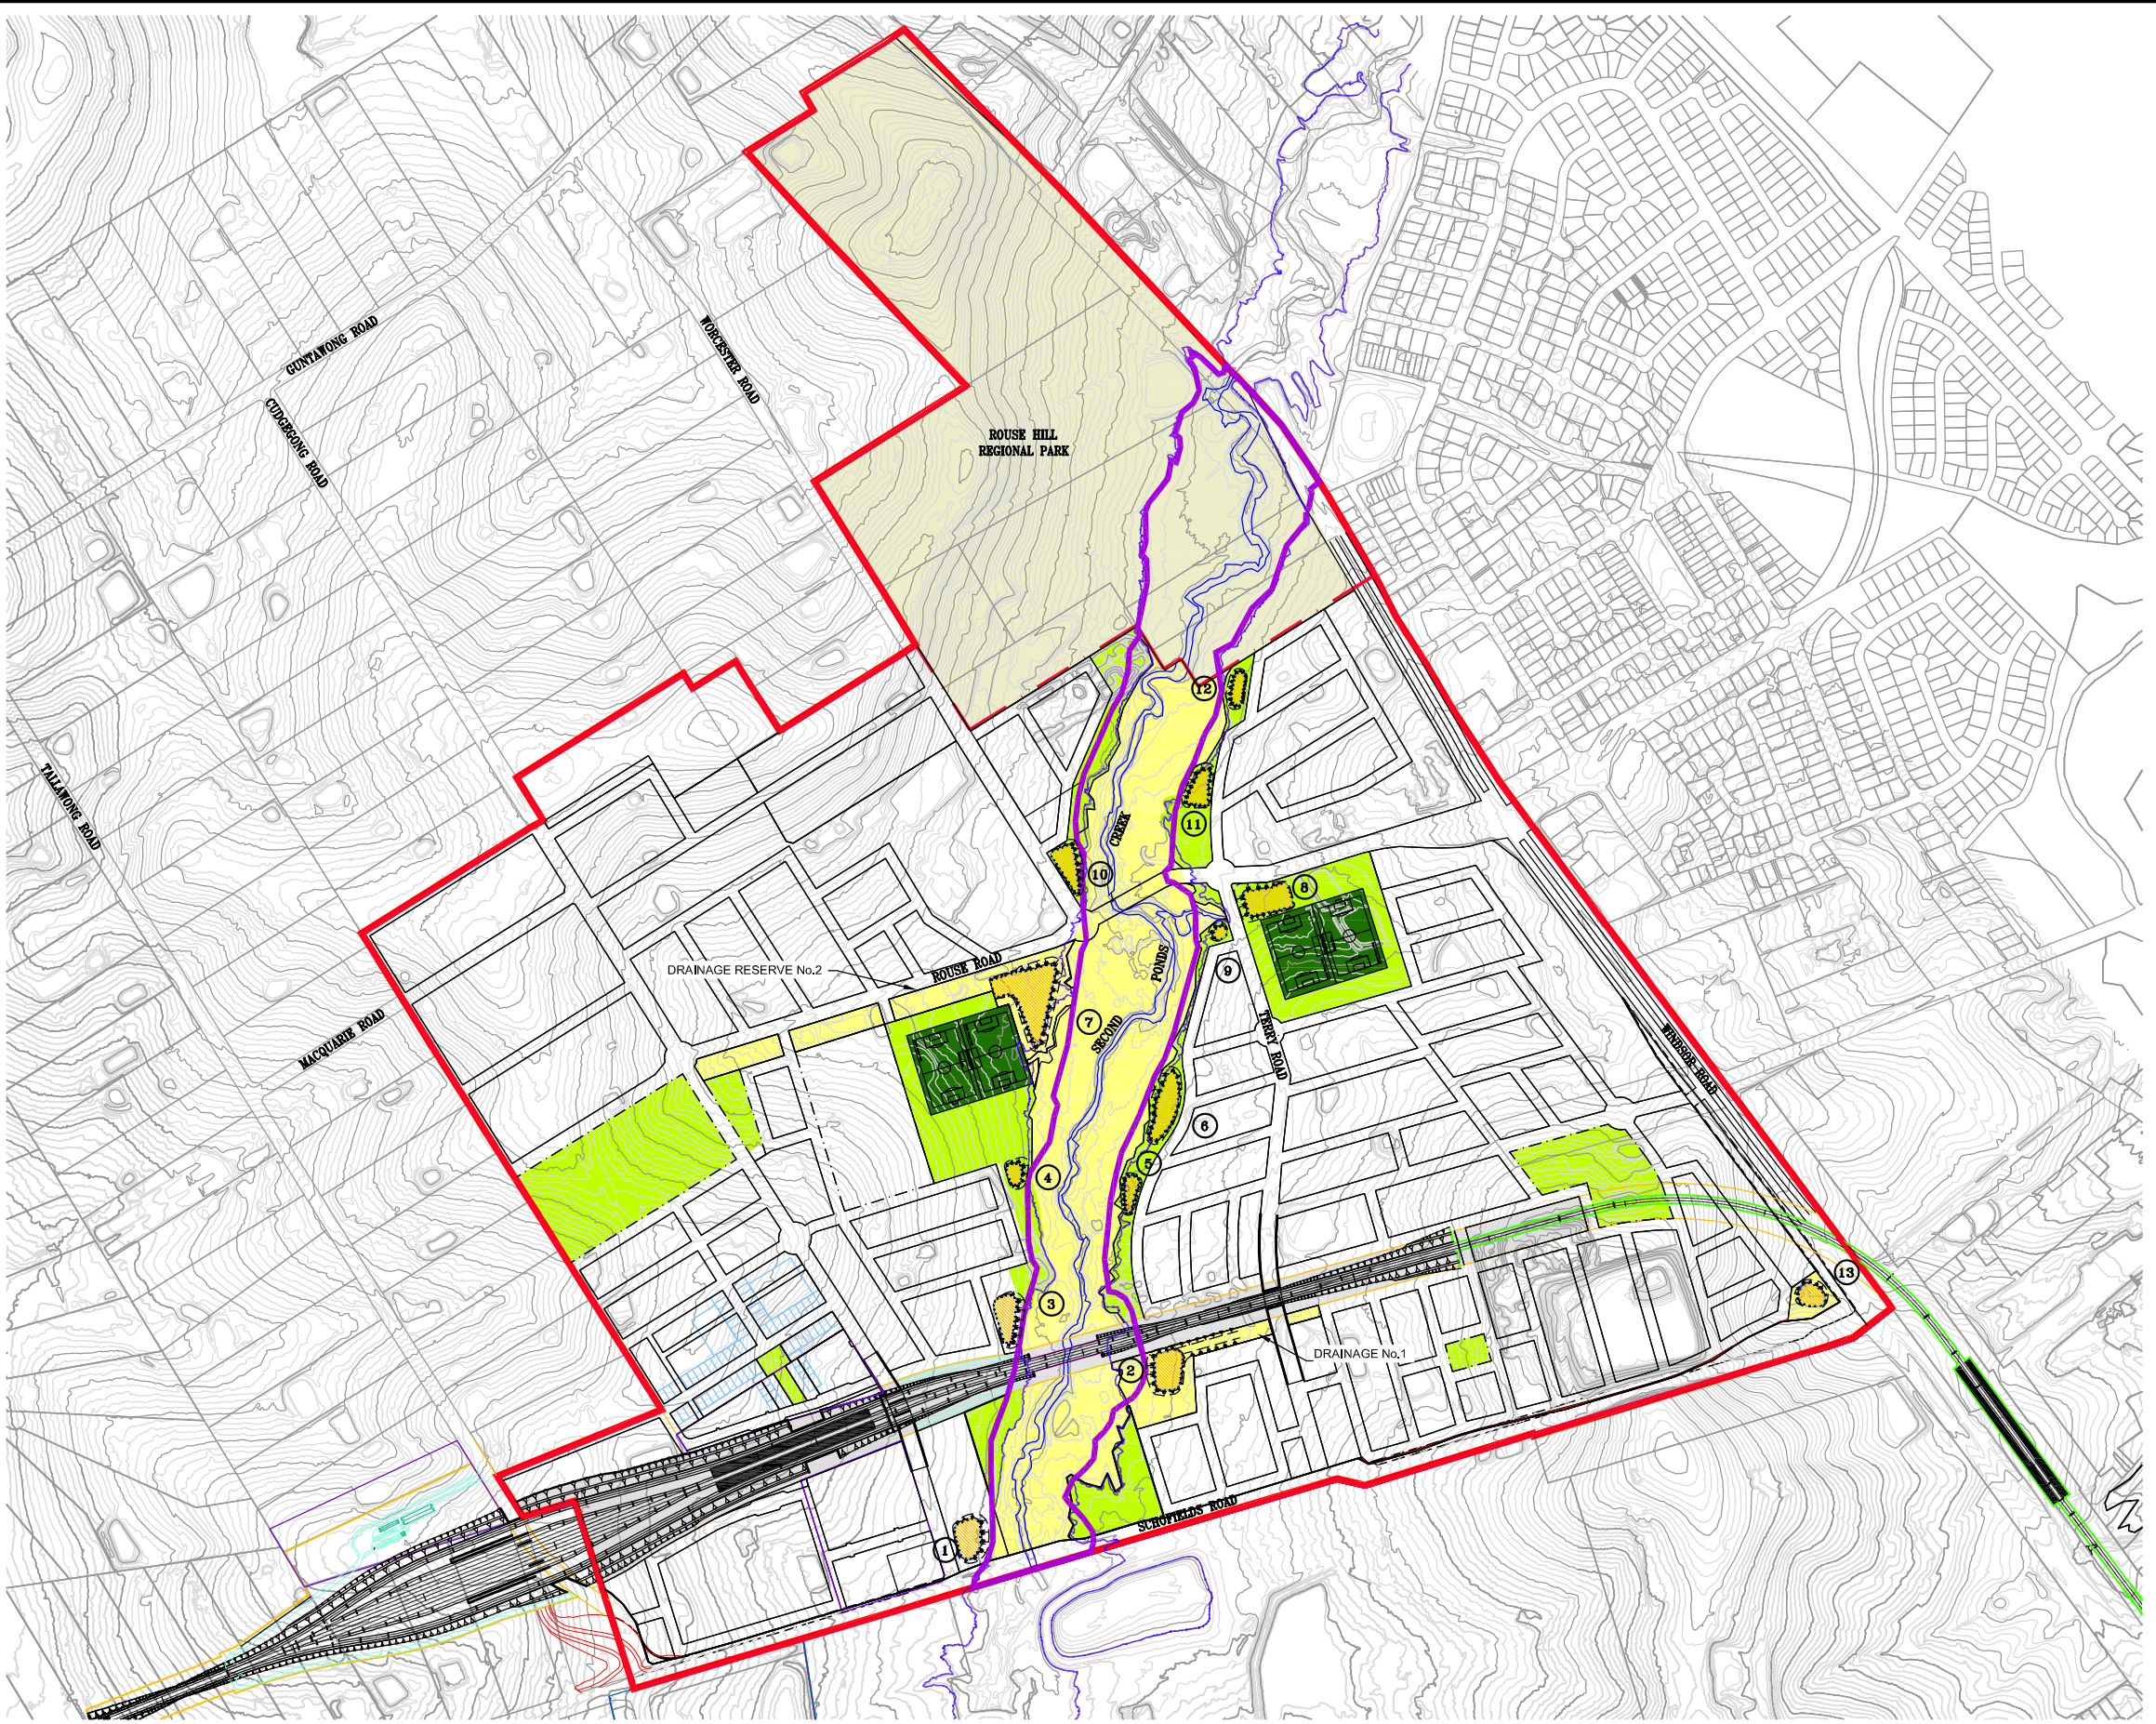 GUNTAWONG ROAD
WORCESTER ROAD
CUDGEGONG ROAD
ROUSE HILL
REGIONAL PARK
12
TALLAWONG ROAD
CREEK
11
10
8
PONDS
DRAINAGE RESERVE No.2
ROUSE ROAD
9
MACQUARIE ROAD
7
SECOND
TERRY ROAD
WINDSOR ROAD
6
5
4
13
3
DRAINAGE No.1
2
SCHOFIELDS ROAD
1